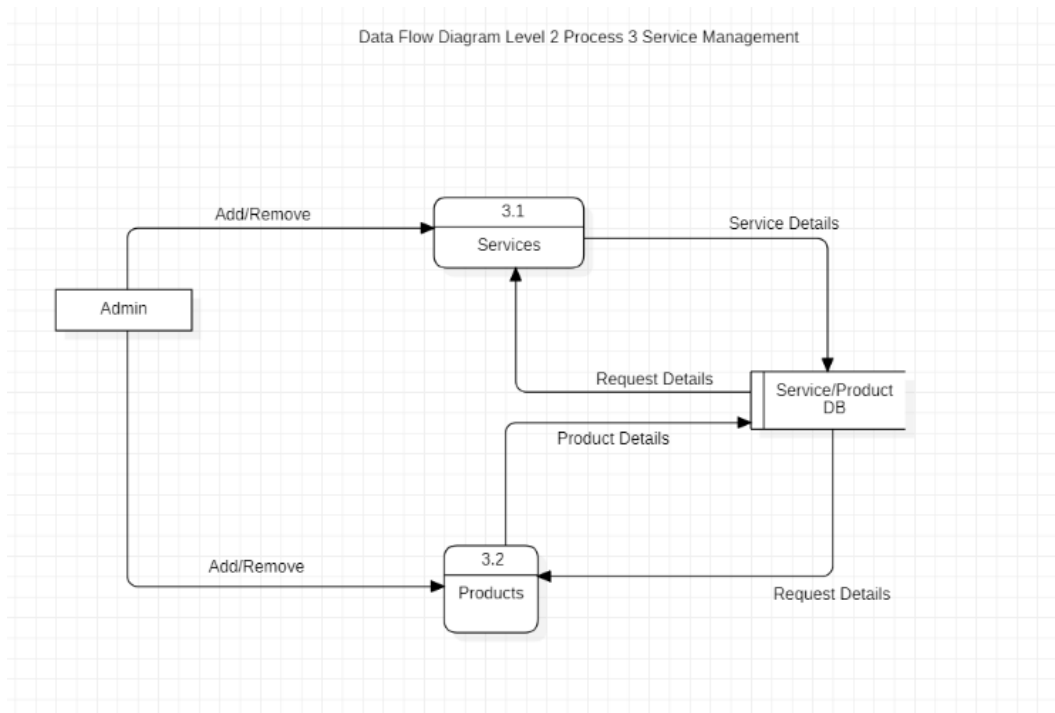 Data Flow Diagram Level 2 Process 3 Service Management
Add/Remove
3.1
Services
Service Details
Admin
Request Details
Service/Product
DB
Product Details
3.2
Products
Add/Remove
Request Details